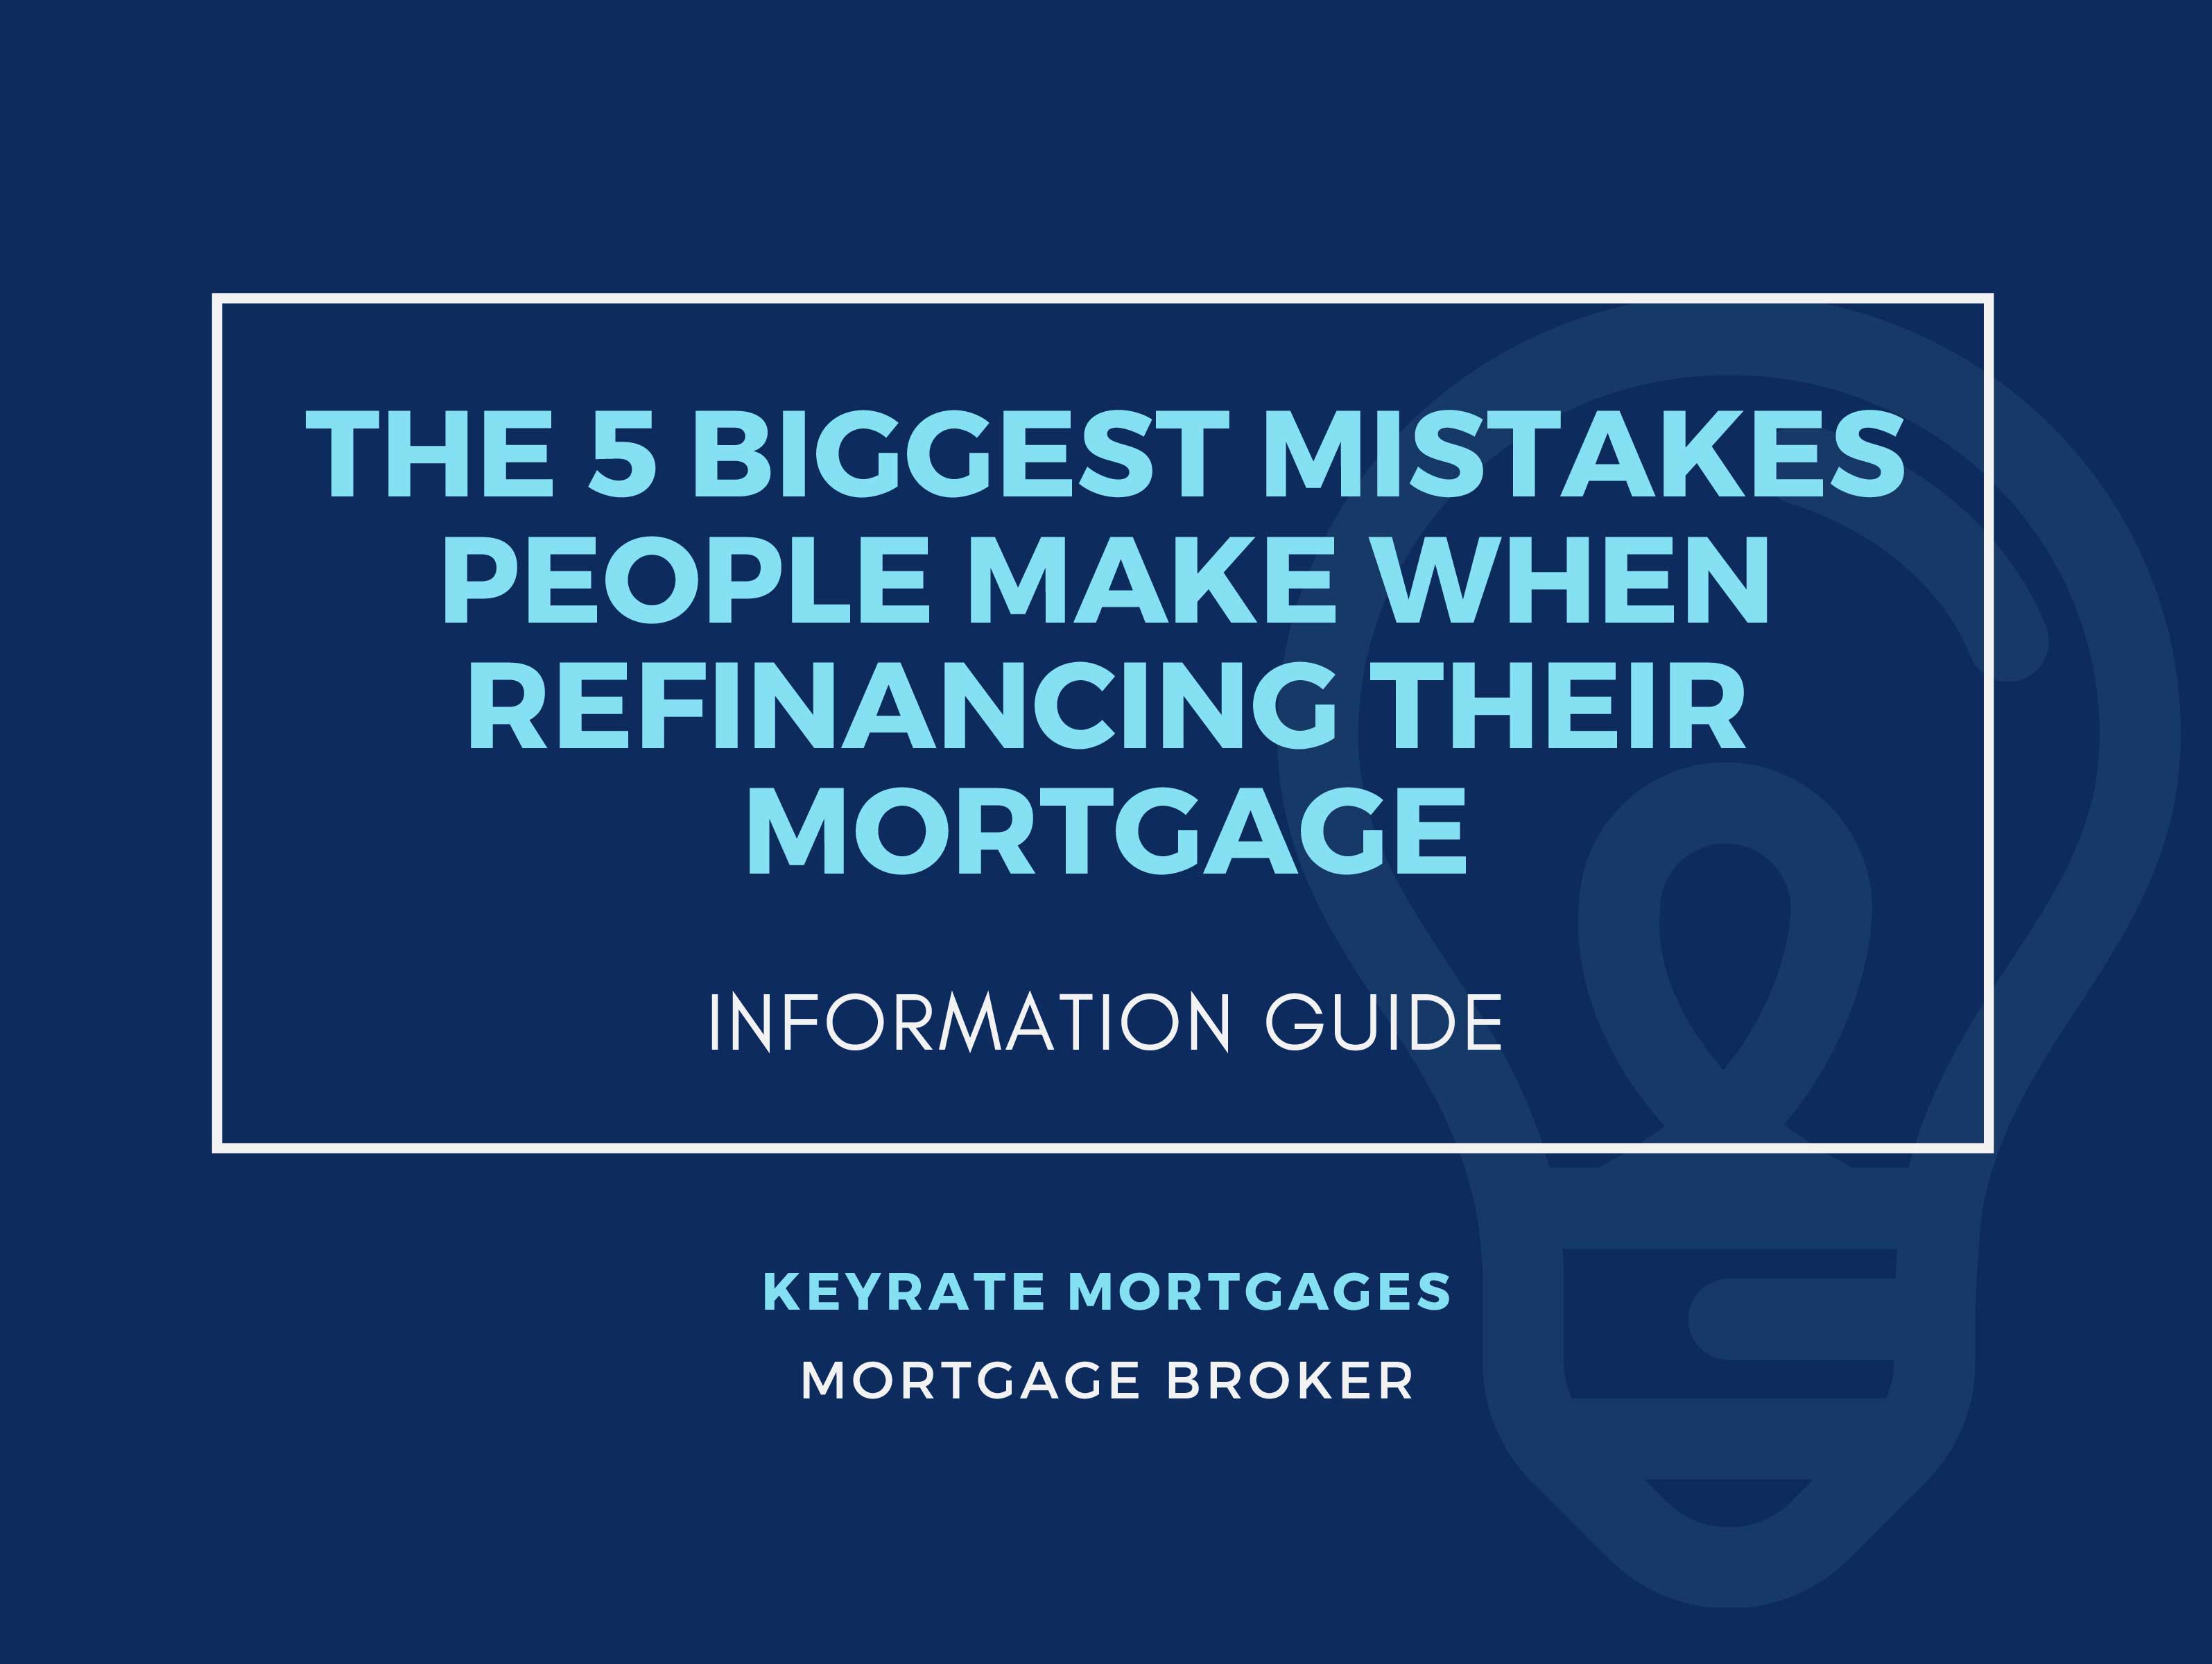 THE 5 BIGGEST MISTAKES
PEOPLE MAKE WHEN
REFINANCING THEIR
MORTGAGE
INFORMATION GUIDE
KEYRATE MORTGAGES
MORTGAGE BROKER